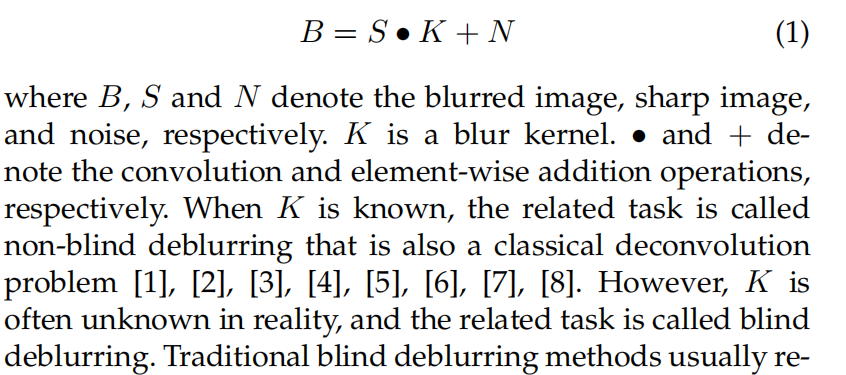 B = S • K + N (1)
where B, S and N denote the blurred image, sharp image,
and noise, respectively. K is a blur kernel. • and + de-
note the convolution and element-wise addition operations,
respectively. When K is known, the related task is called
non-blind deblurring that is also a classical deconvolution
problem [1], [2], [3], [4], [5], [6], [7], [8]. However, K is
often unknown in reality, and the related task is called blind
deblurring. Traditional blind deblurring methods usually re-